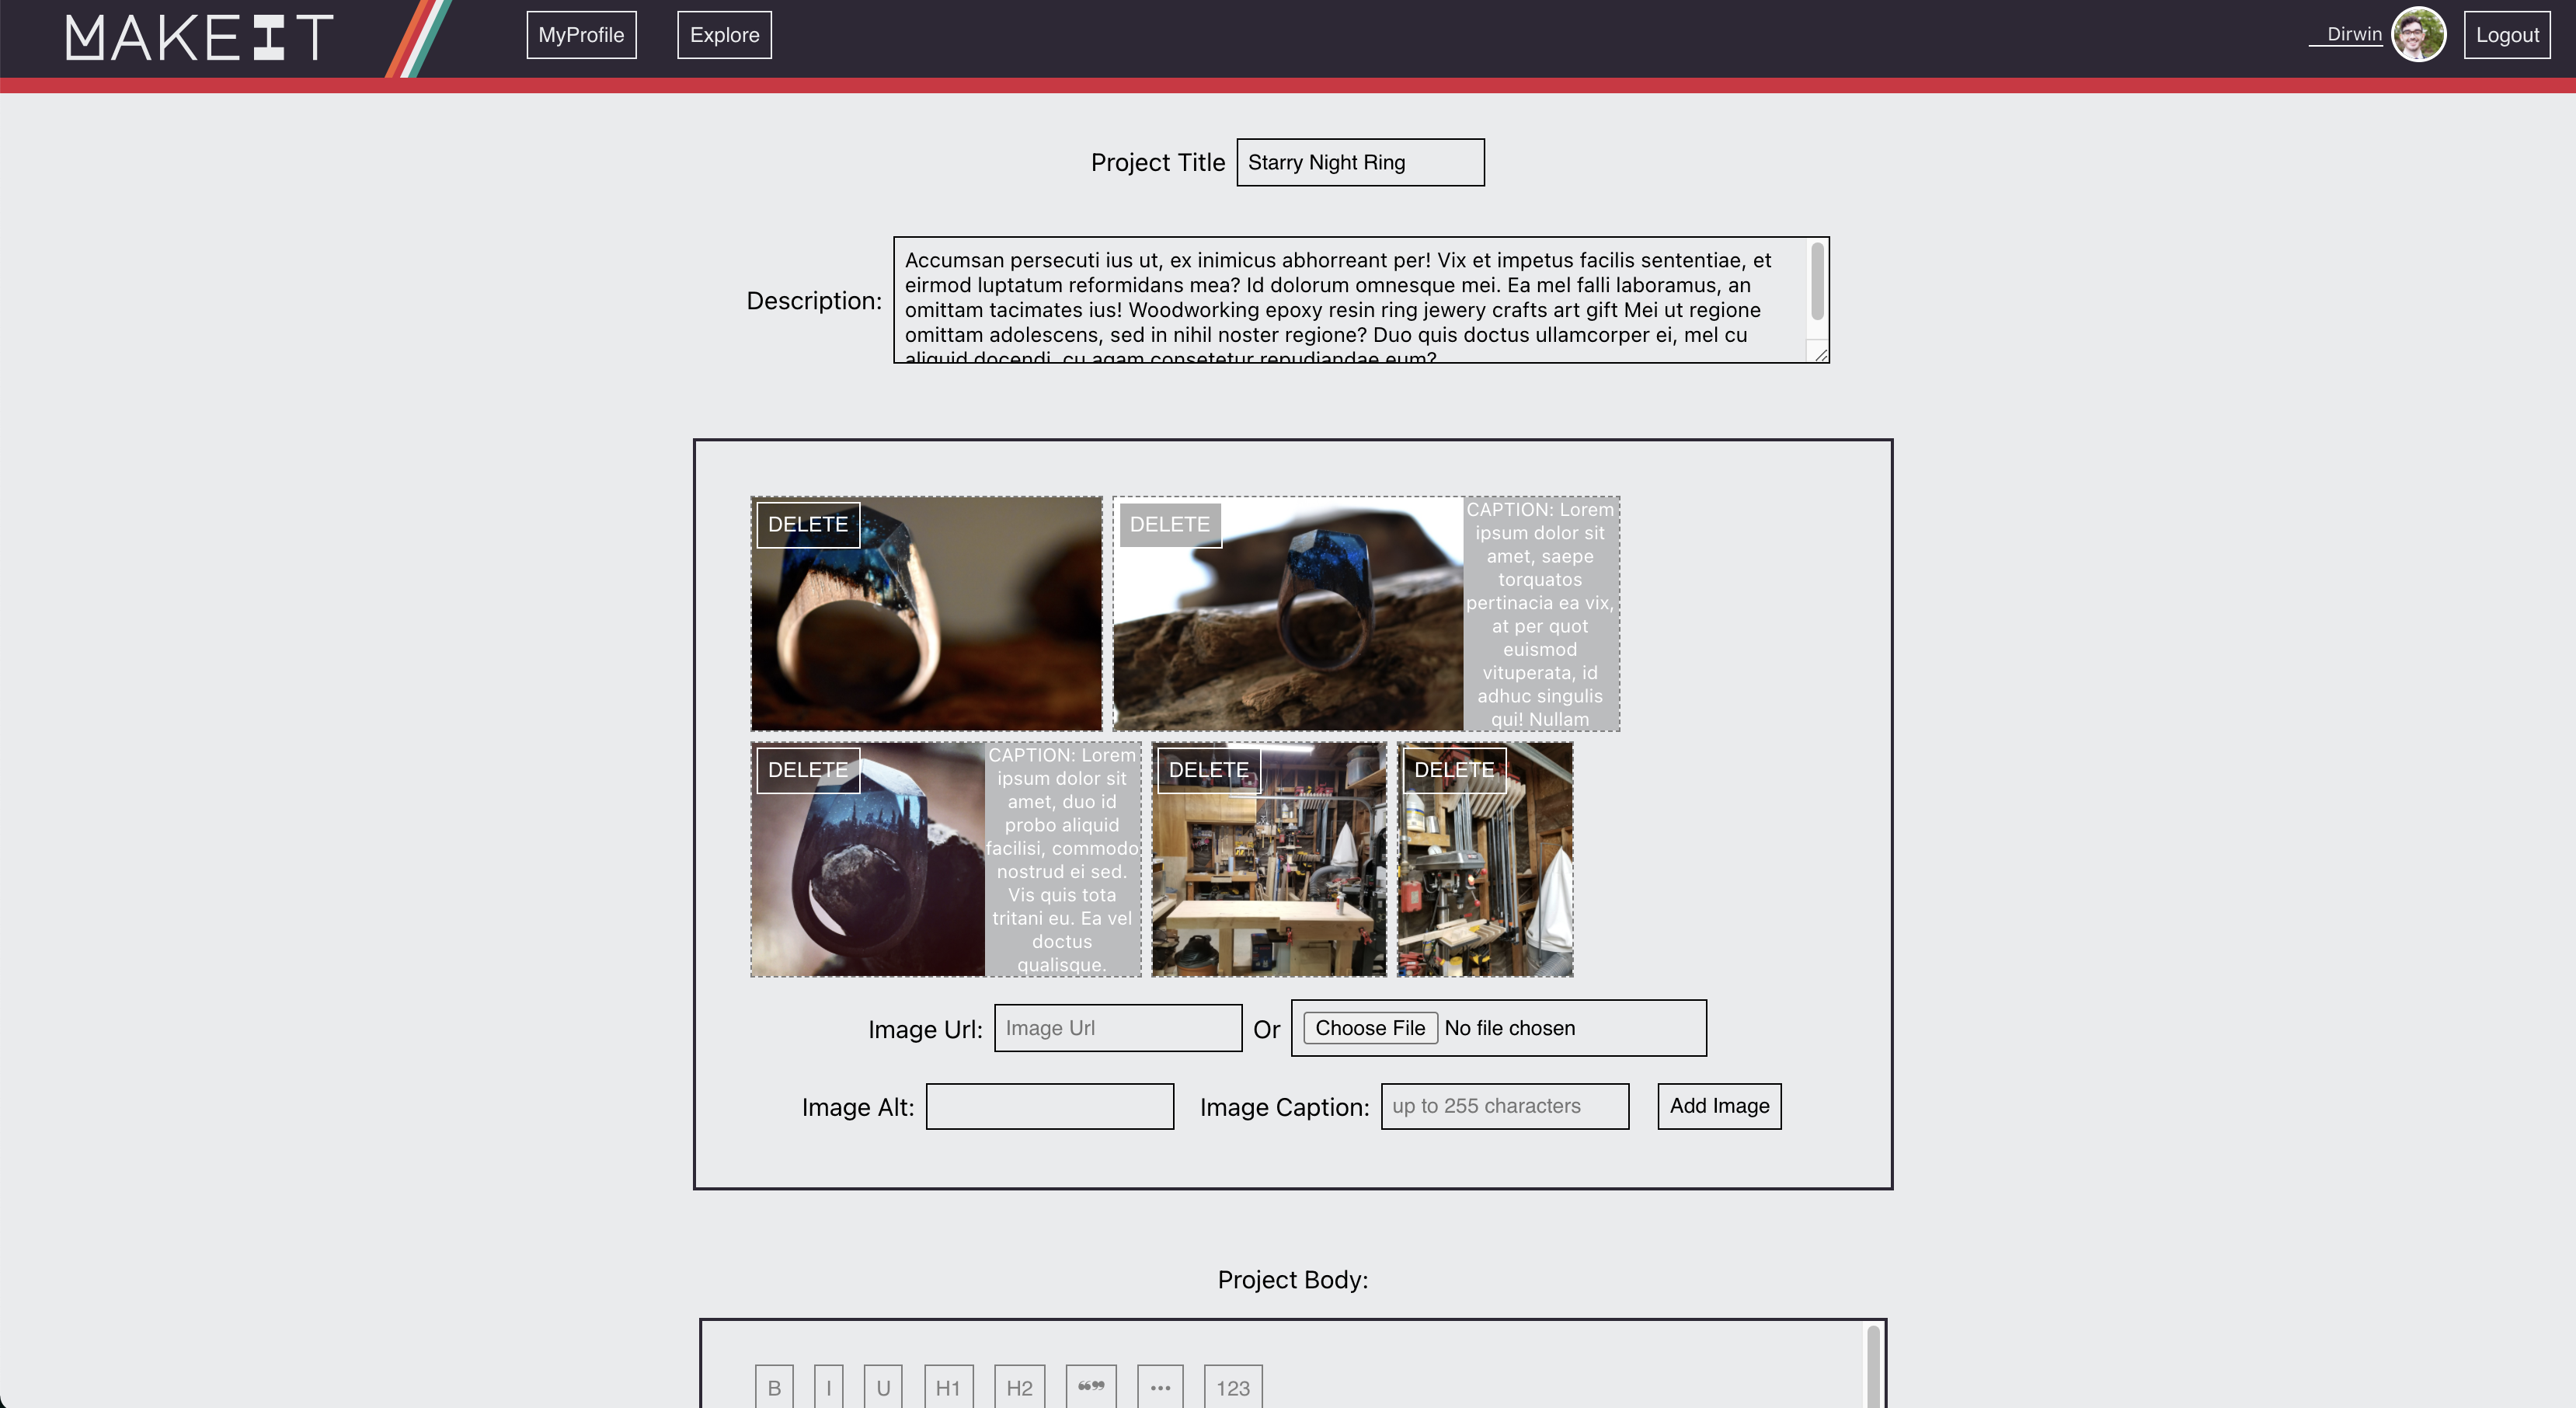 MAKEIT
MyProfile
Explore
Dirwin
Logout
Project Title
Starry Night Ring
Description:
Accumsan persecuti ius ut, ex inimicus abhorreant per! Vix et impetus facilis sententiae, et
eirmod luptatum reformidans mea? Id dolorum omnesque mei. Ea mel falli laboramus, an
omittam tacimates ius! Woodworking epoxy resin ring jewery crafts art gift Mei ut regione
omittam adolescens, sed in nihil noster regione? Duo quis doctus ullamcorper ei, mel cu
aliquid docendi, cu agam consetetur repudiandae eum?
DELETE
DELETE
CAPTION: Lorem
ipsum dolor sit
amet, saepe
torquatos
pertinacia ea vix,
at per quot
euismod
vituperata, id
adhuc singulis
qui! Nullam
DELETE
CAPTION: Lorem
ipsum dolor sit
amet, duo id
probo aliquid
facilisi, commodo
nostrud ei sed.
Vis quis tota
tritani eu. Ea vel
doctus
qualisque.
DELETE
DELETE
Image Url:
Image Url
Or
Choose File No file chosen
Image Alt:
Image Caption:
up to 255 characters
Add Image
Project Body:
B
I
U
H1
H2
❝❞
•••
123